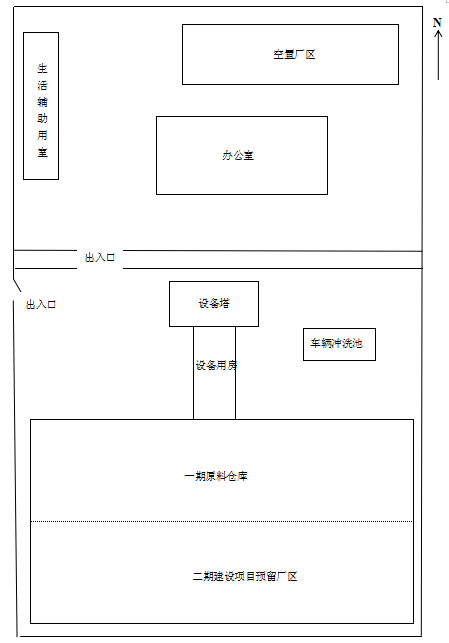 N
空置厂区
生活辅助用室
办公室
出入口
出入口
设备塔
车辆冲洗池
设备用房
一期原料仓库
二期建设项目预留厂区